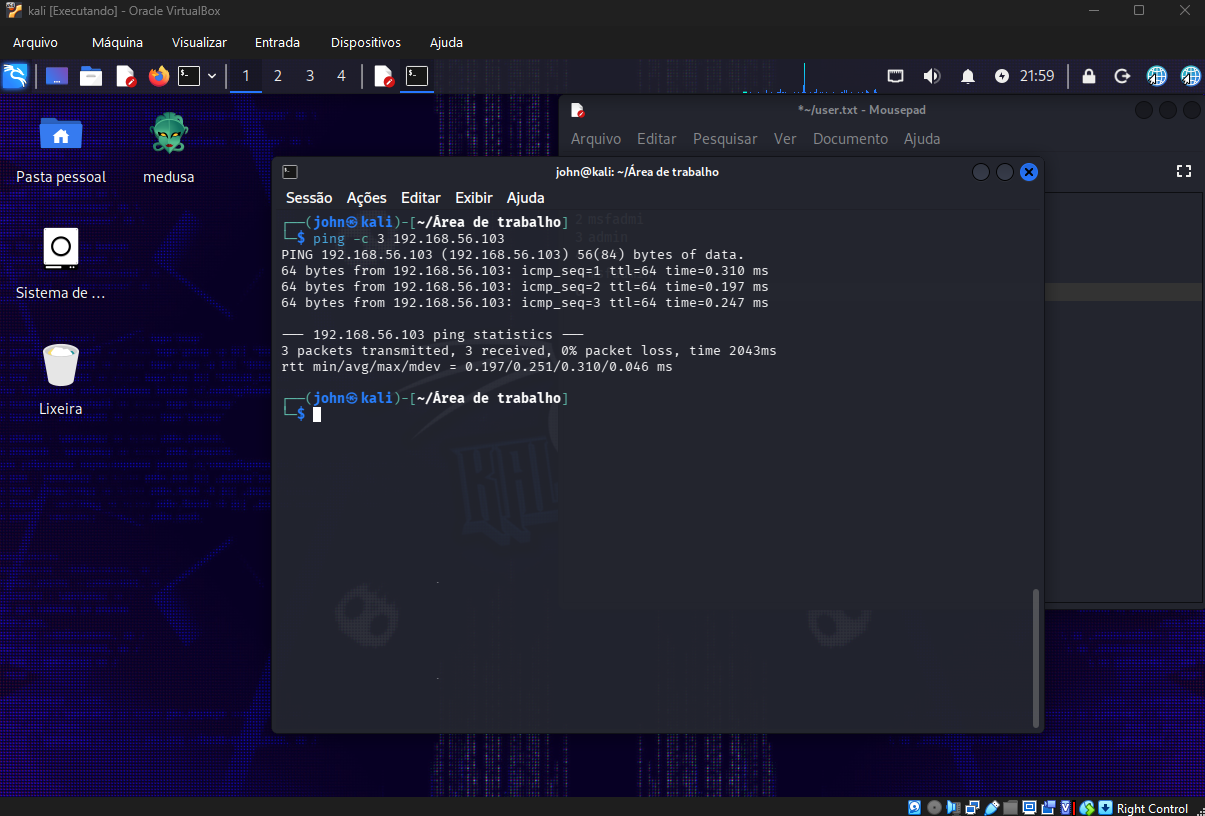 kali [Executando] - Oracle VirtualBox
Arquivo Máquina Visualizar Entrada Dispositivos Ajuda
1 2 3 4 21:59
*~/user.txt - Mousepad
Arquivo Editar Pesquisar Ver Documento Ajuda
Pasta pessoal medusa
Sistema de ...
Lixeira
john@kali: ~/Área de trabalho
Sessão Ações Editar Exibir Ajuda
2 msfadmi
3 admin
┌──(john㉿kali)-[~/Área de trabalho]
└─$ ping -c 3 192.168.56.103
PING 192.168.56.103 (192.168.56.103) 56(84) bytes of data.
64 bytes from 192.168.56.103: icmp_seq=1 ttl=64 time=0.310 ms
64 bytes from 192.168.56.103: icmp_seq=2 ttl=64 time=0.197 ms
64 bytes from 192.168.56.103: icmp_seq=3 ttl=64 time=0.247 ms
--- 192.168.56.103 ping statistics ---
3 packets transmitted, 3 received, 0% packet loss, time 2043ms
rtt min/avg/max/mdev = 0.197/0.251/0.310/0.046 ms
┌──(john㉿kali)-[~/Área de trabalho]
└─$
KALI
Right Control